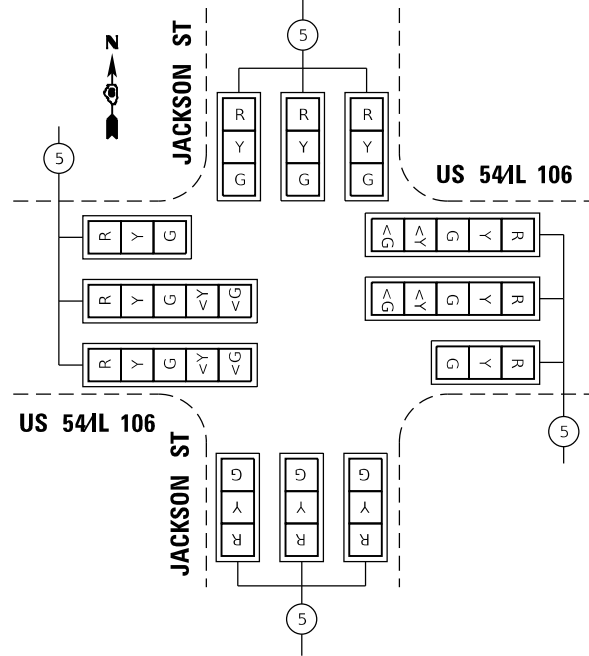 5
N
JACKSON ST
R R R
Y Y Y
G G G
5
US 54/IL 106
R Y G
<G <Y G Y R
R Y G <Y <G
<G <Y G Y R
R Y G <Y <G
G Y R
US 54/IL 106
5
JACKSON ST
G G G
Y Y Y
R R R
5